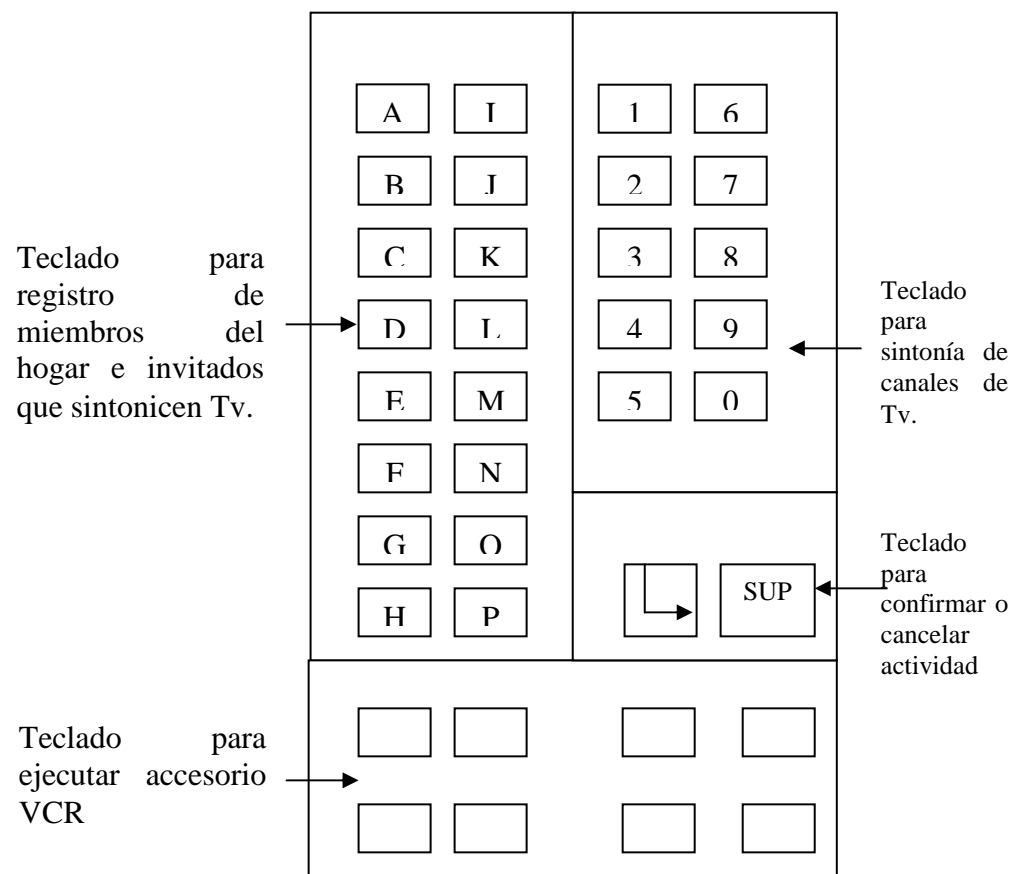 A I 1 6
B J 2 7
C K 3 8
D L 4 9
E M 5 0
F N
G O
H P
SUP
Teclado para
registro de
miembros del
hogar e invitados
que sintonicen Tv.
Teclado
para
sintonía de
canales de
Tv.
Teclado
para
confirmar o
cancelar
actividad
Teclado para
ejecutar accesorio
VCR